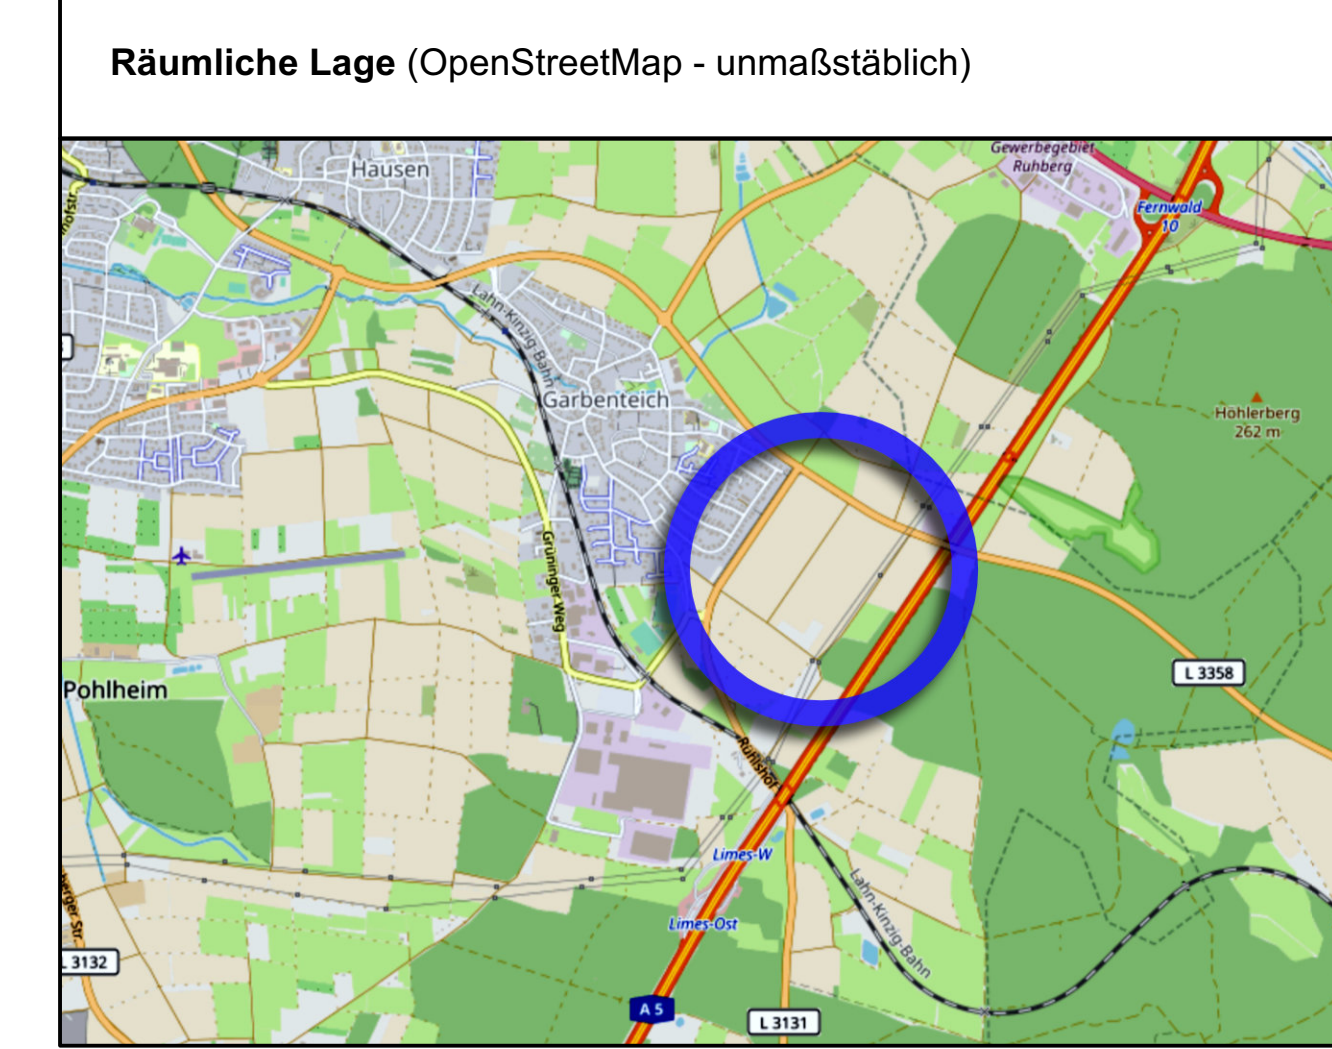 Räumliche Lage (OpenStreetMap - unmaßstäblich)
Gewerbegebiet
Ruhberg
Hausen
Fernwald
10
Lahn-Kinzig-Bahn
Garbenteich
Höhlerberg
262 m
Grüninger Weg
L 3358
Pohlheim
Rühlshof
Limes-W
Limes-Ost
Lahn-Kinzig-Bahn
L 3132
A 5
L 3131